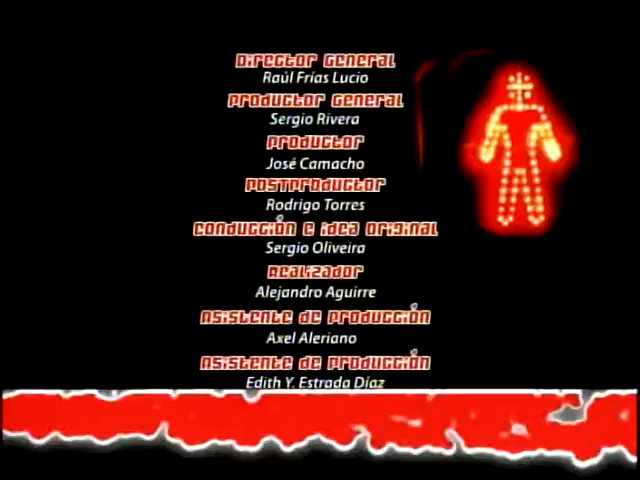 Director General
Raúl Frías Lucio
Productor General
Sergio Rivera
Productor
José Camacho
Postproductor
Rodrigo Torres
Conducción e idea original
Sergio Oliveira
Realizador
Alejandro Aguirre
Asistente de producción
Axel Aleriano
Asistente de producción
Edith Y. Estrada Díaz